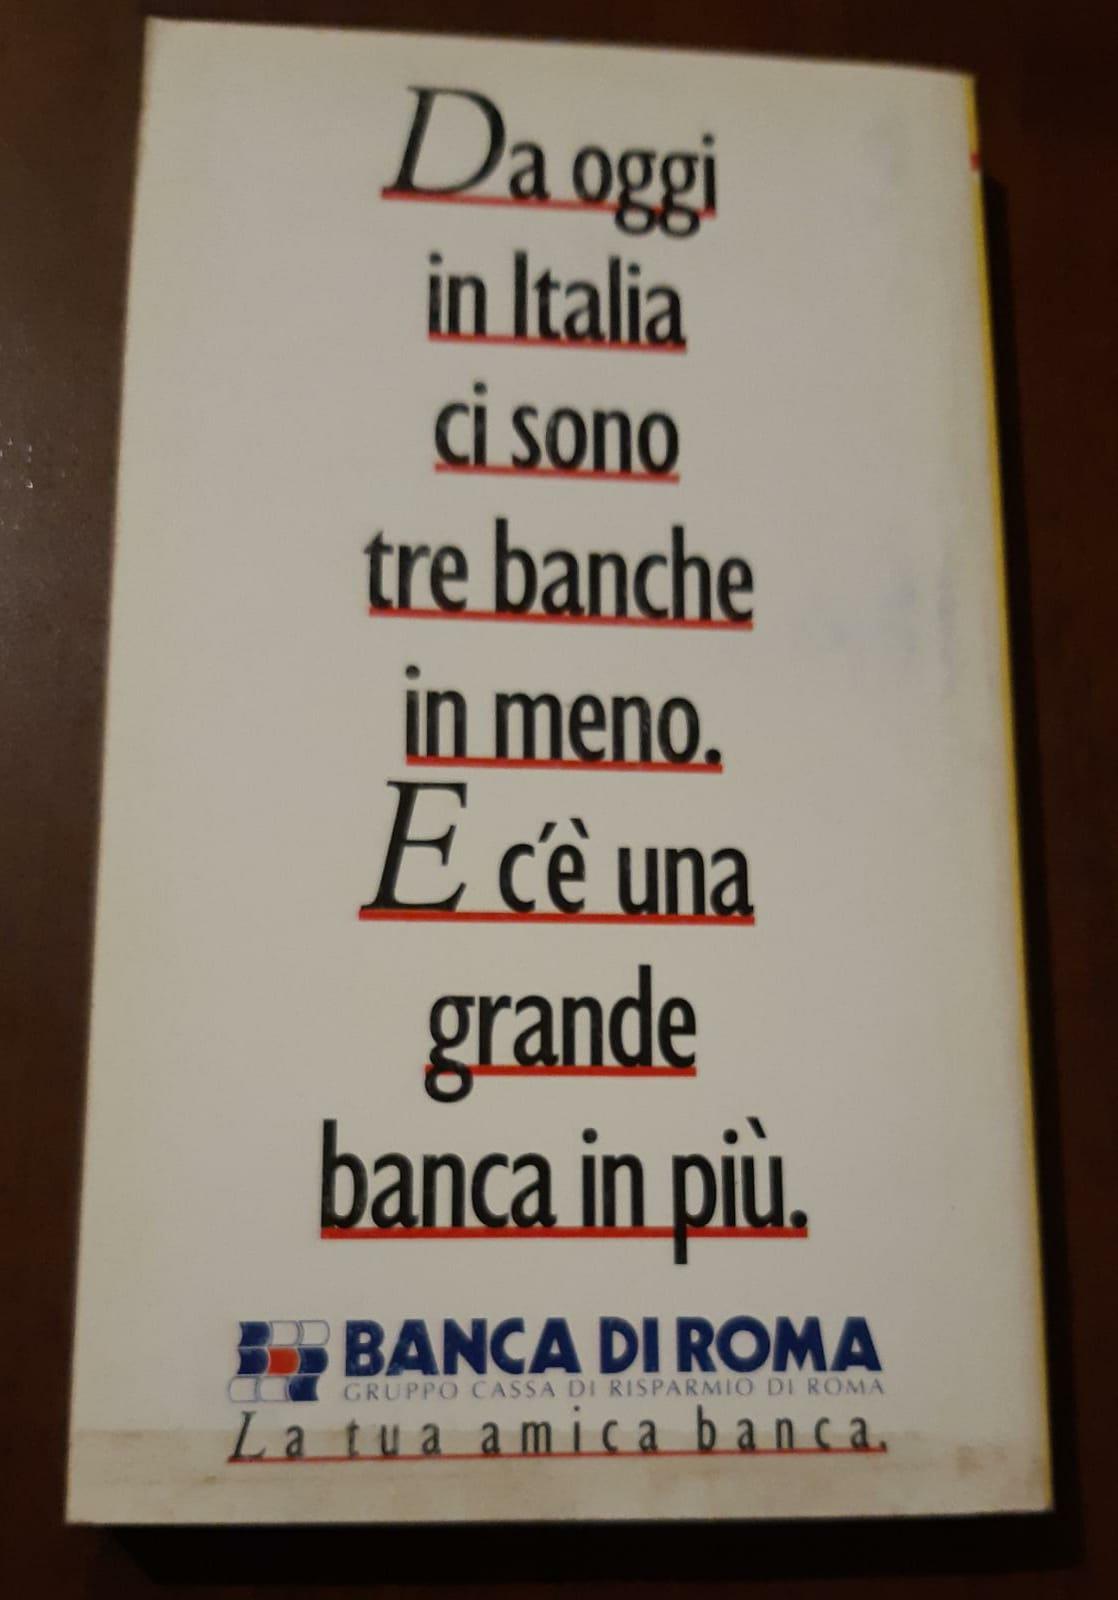 Da oggi
in Italia
ci sono
tre banche
in meno.
E c'è una
grande
banca in più.
BANCA DI ROMA
GRUPPO CASSA DI RISPARMIO DI ROMA
La tua amica banca.